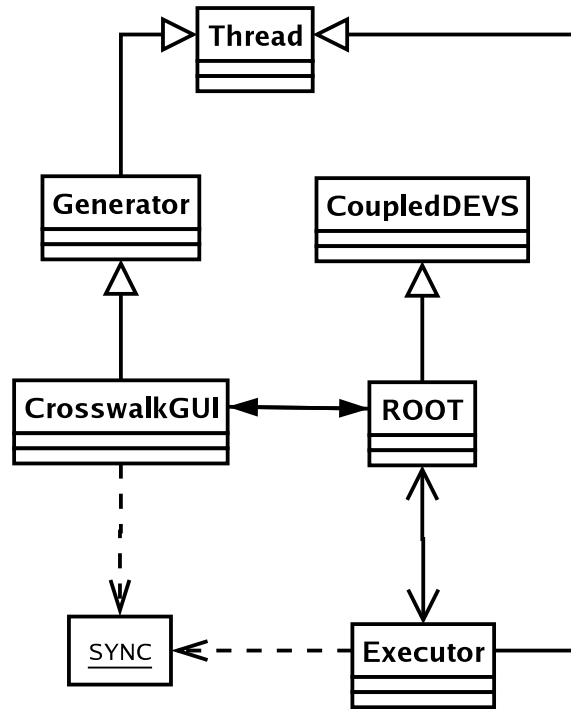 Thread
Generator
CoupledDEVS
CrosswalkGUI
ROOT
SYNC
Executor